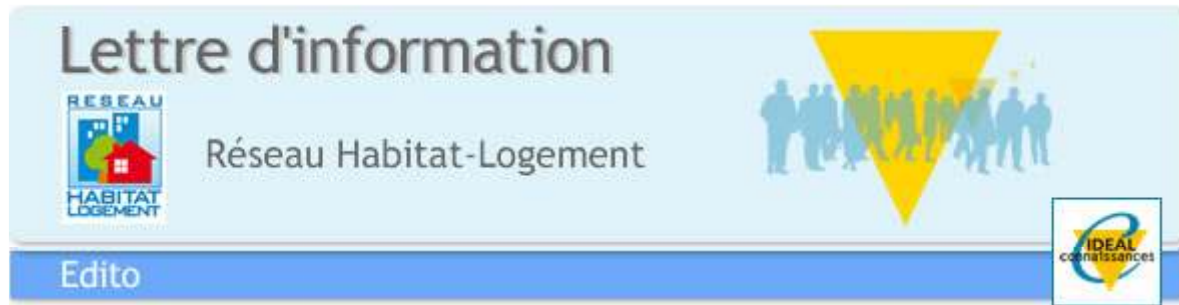 Lettre d'information
RESEAU
HABITAT
LOGEMENT
Réseau Habitat-Logement
IDEAL
connaissances
Edito